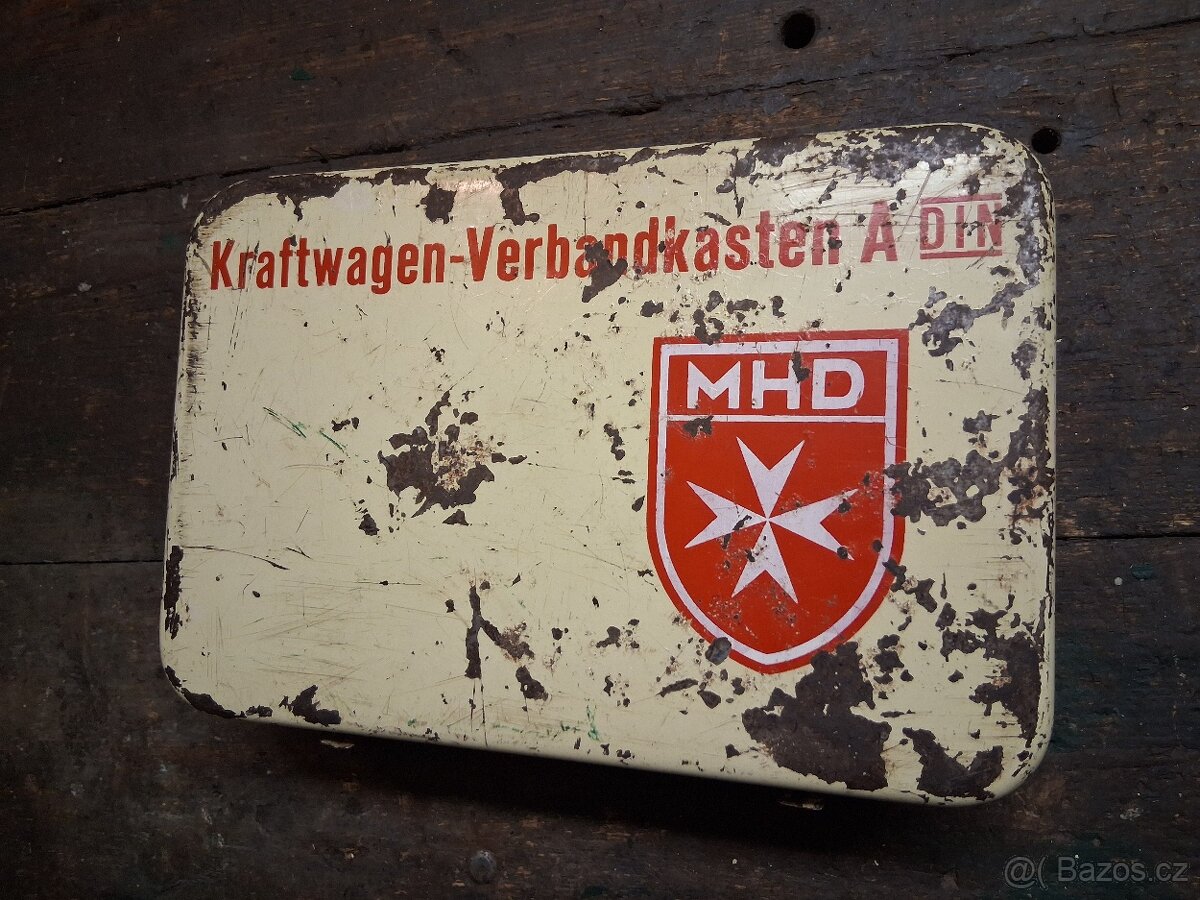 Kraftwagen-Verbandkasten A DIN
MHD
@( Bazos.cz